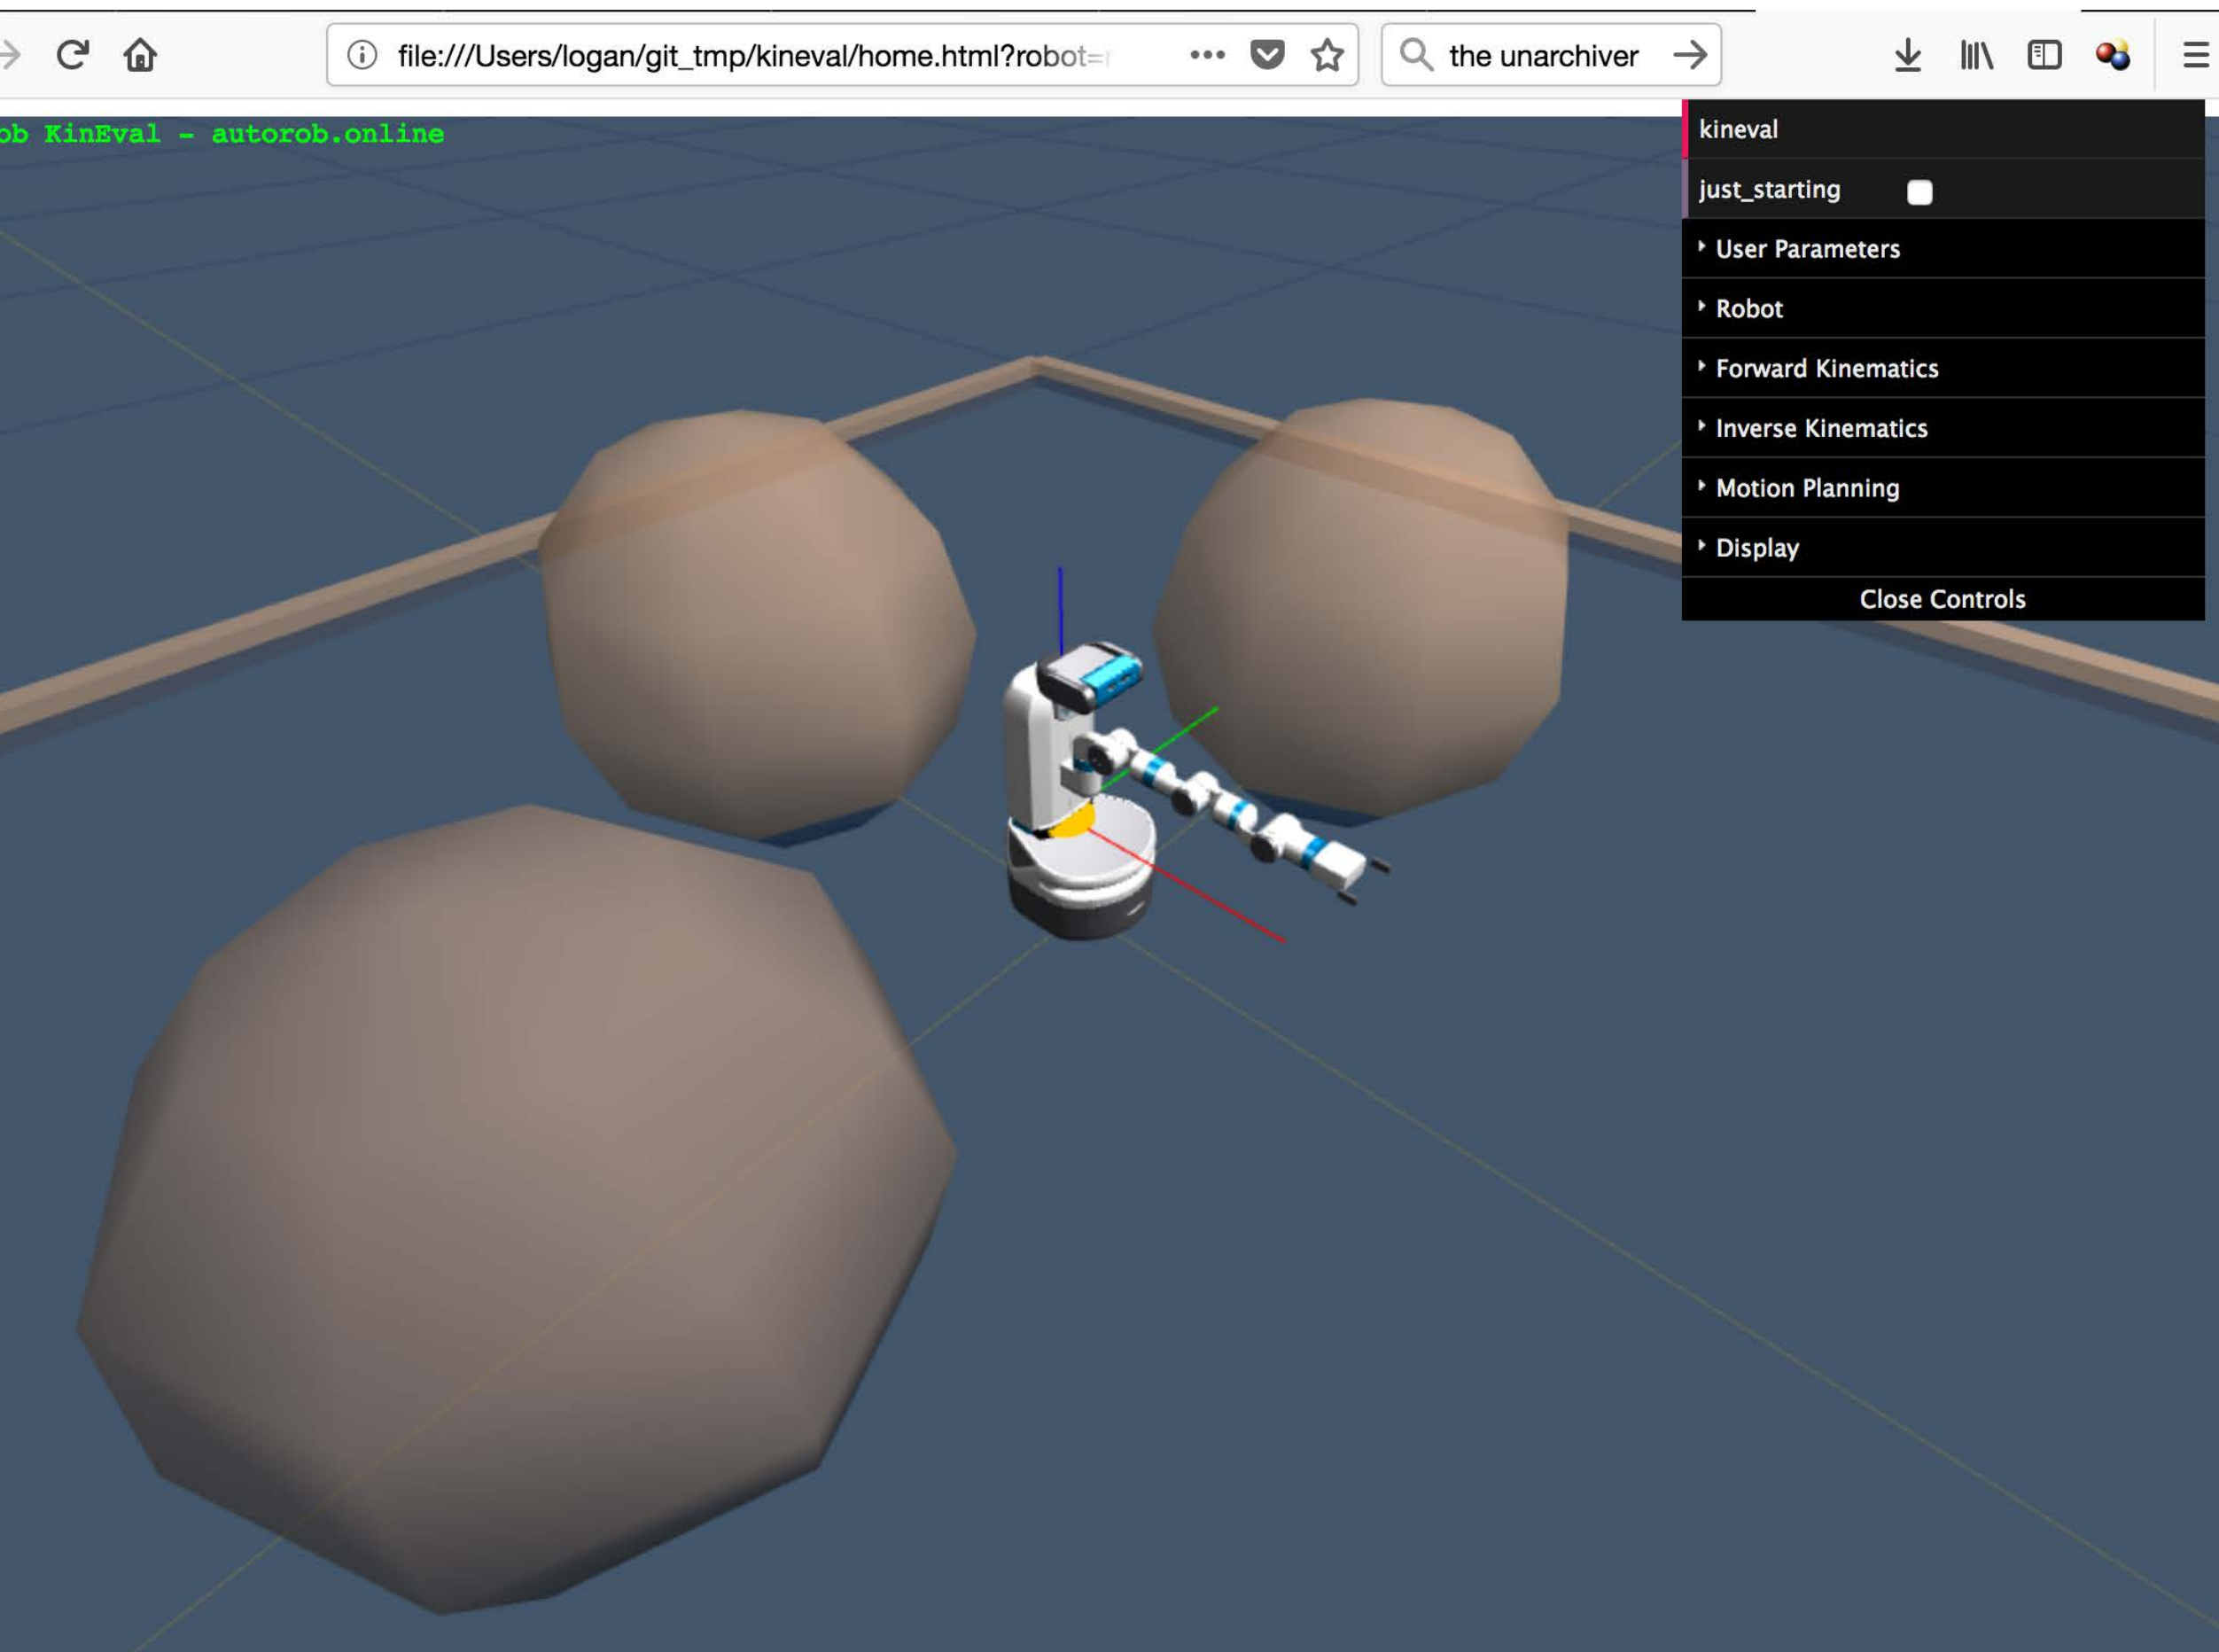 file:///Users/logan/git_tmp/kineval/home.html?robot=
the unarchiver
ob KinEval - autorob.online
kineval
just_starting
User Parameters
Robot
Forward Kinematics
Inverse Kinematics
Motion Planning
Display
Close Controls